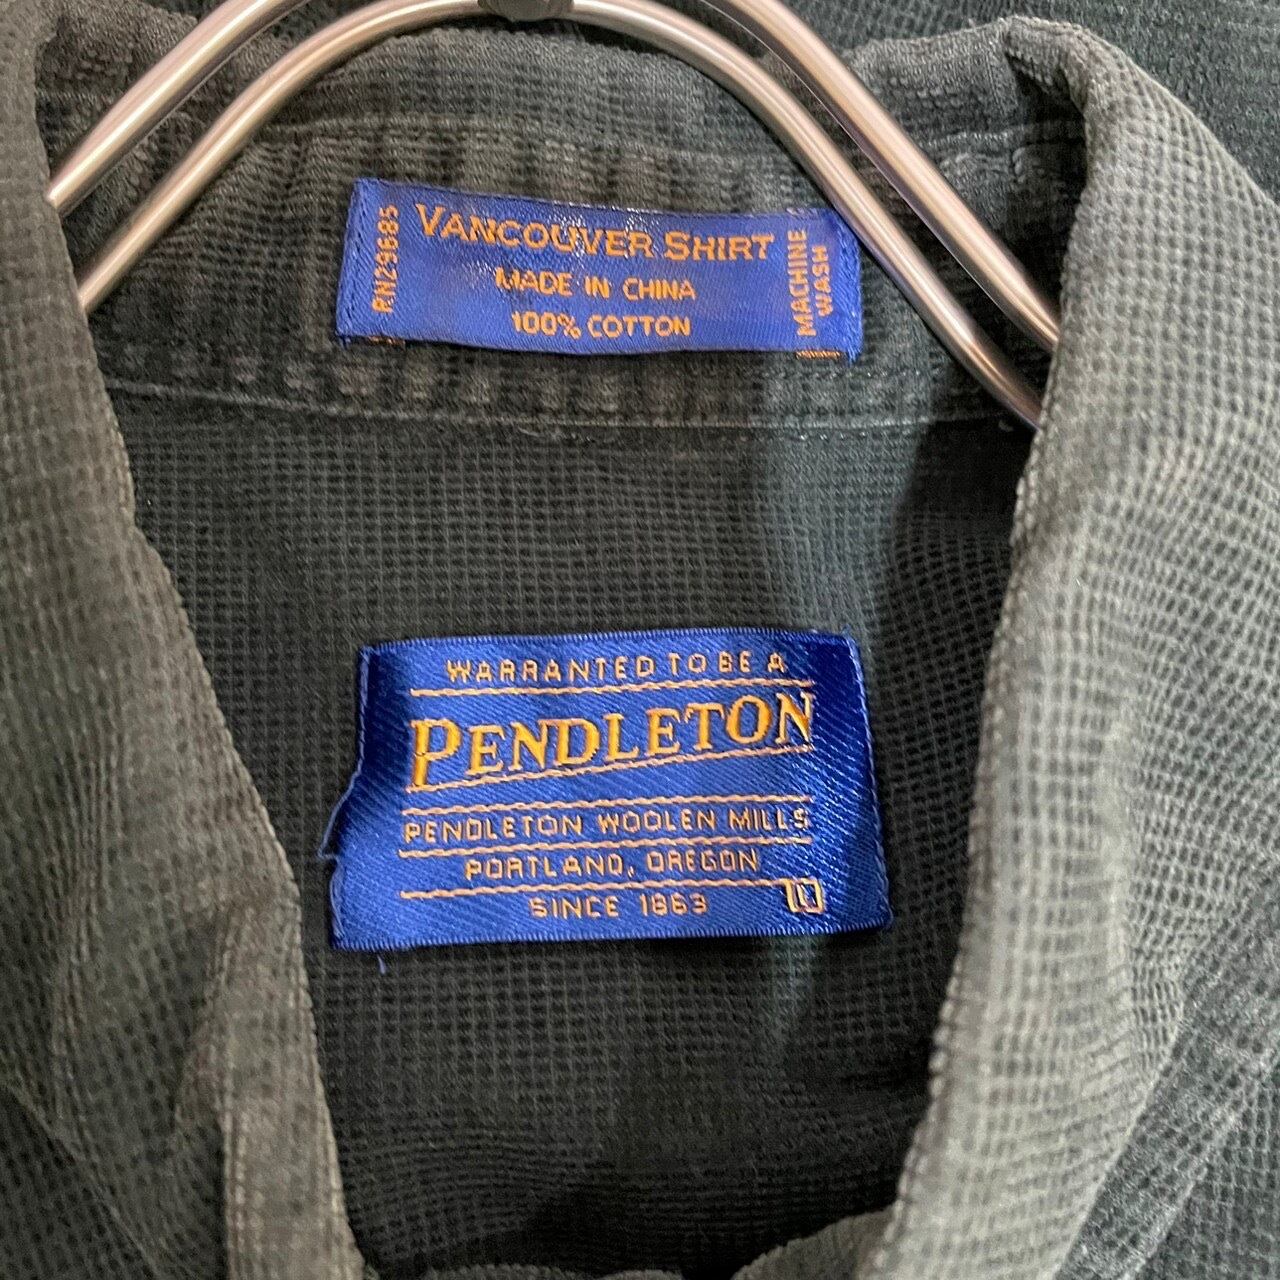 RN29685
VANCOUVER SHIRT
MADE IN CHINA
100% COTTON
MACHINE
WASH
WARRANTED TO BE A
PENDLETON
PENDLETON WOOLEN MILLS
PORTLAND, OREGON
SINCE 1863